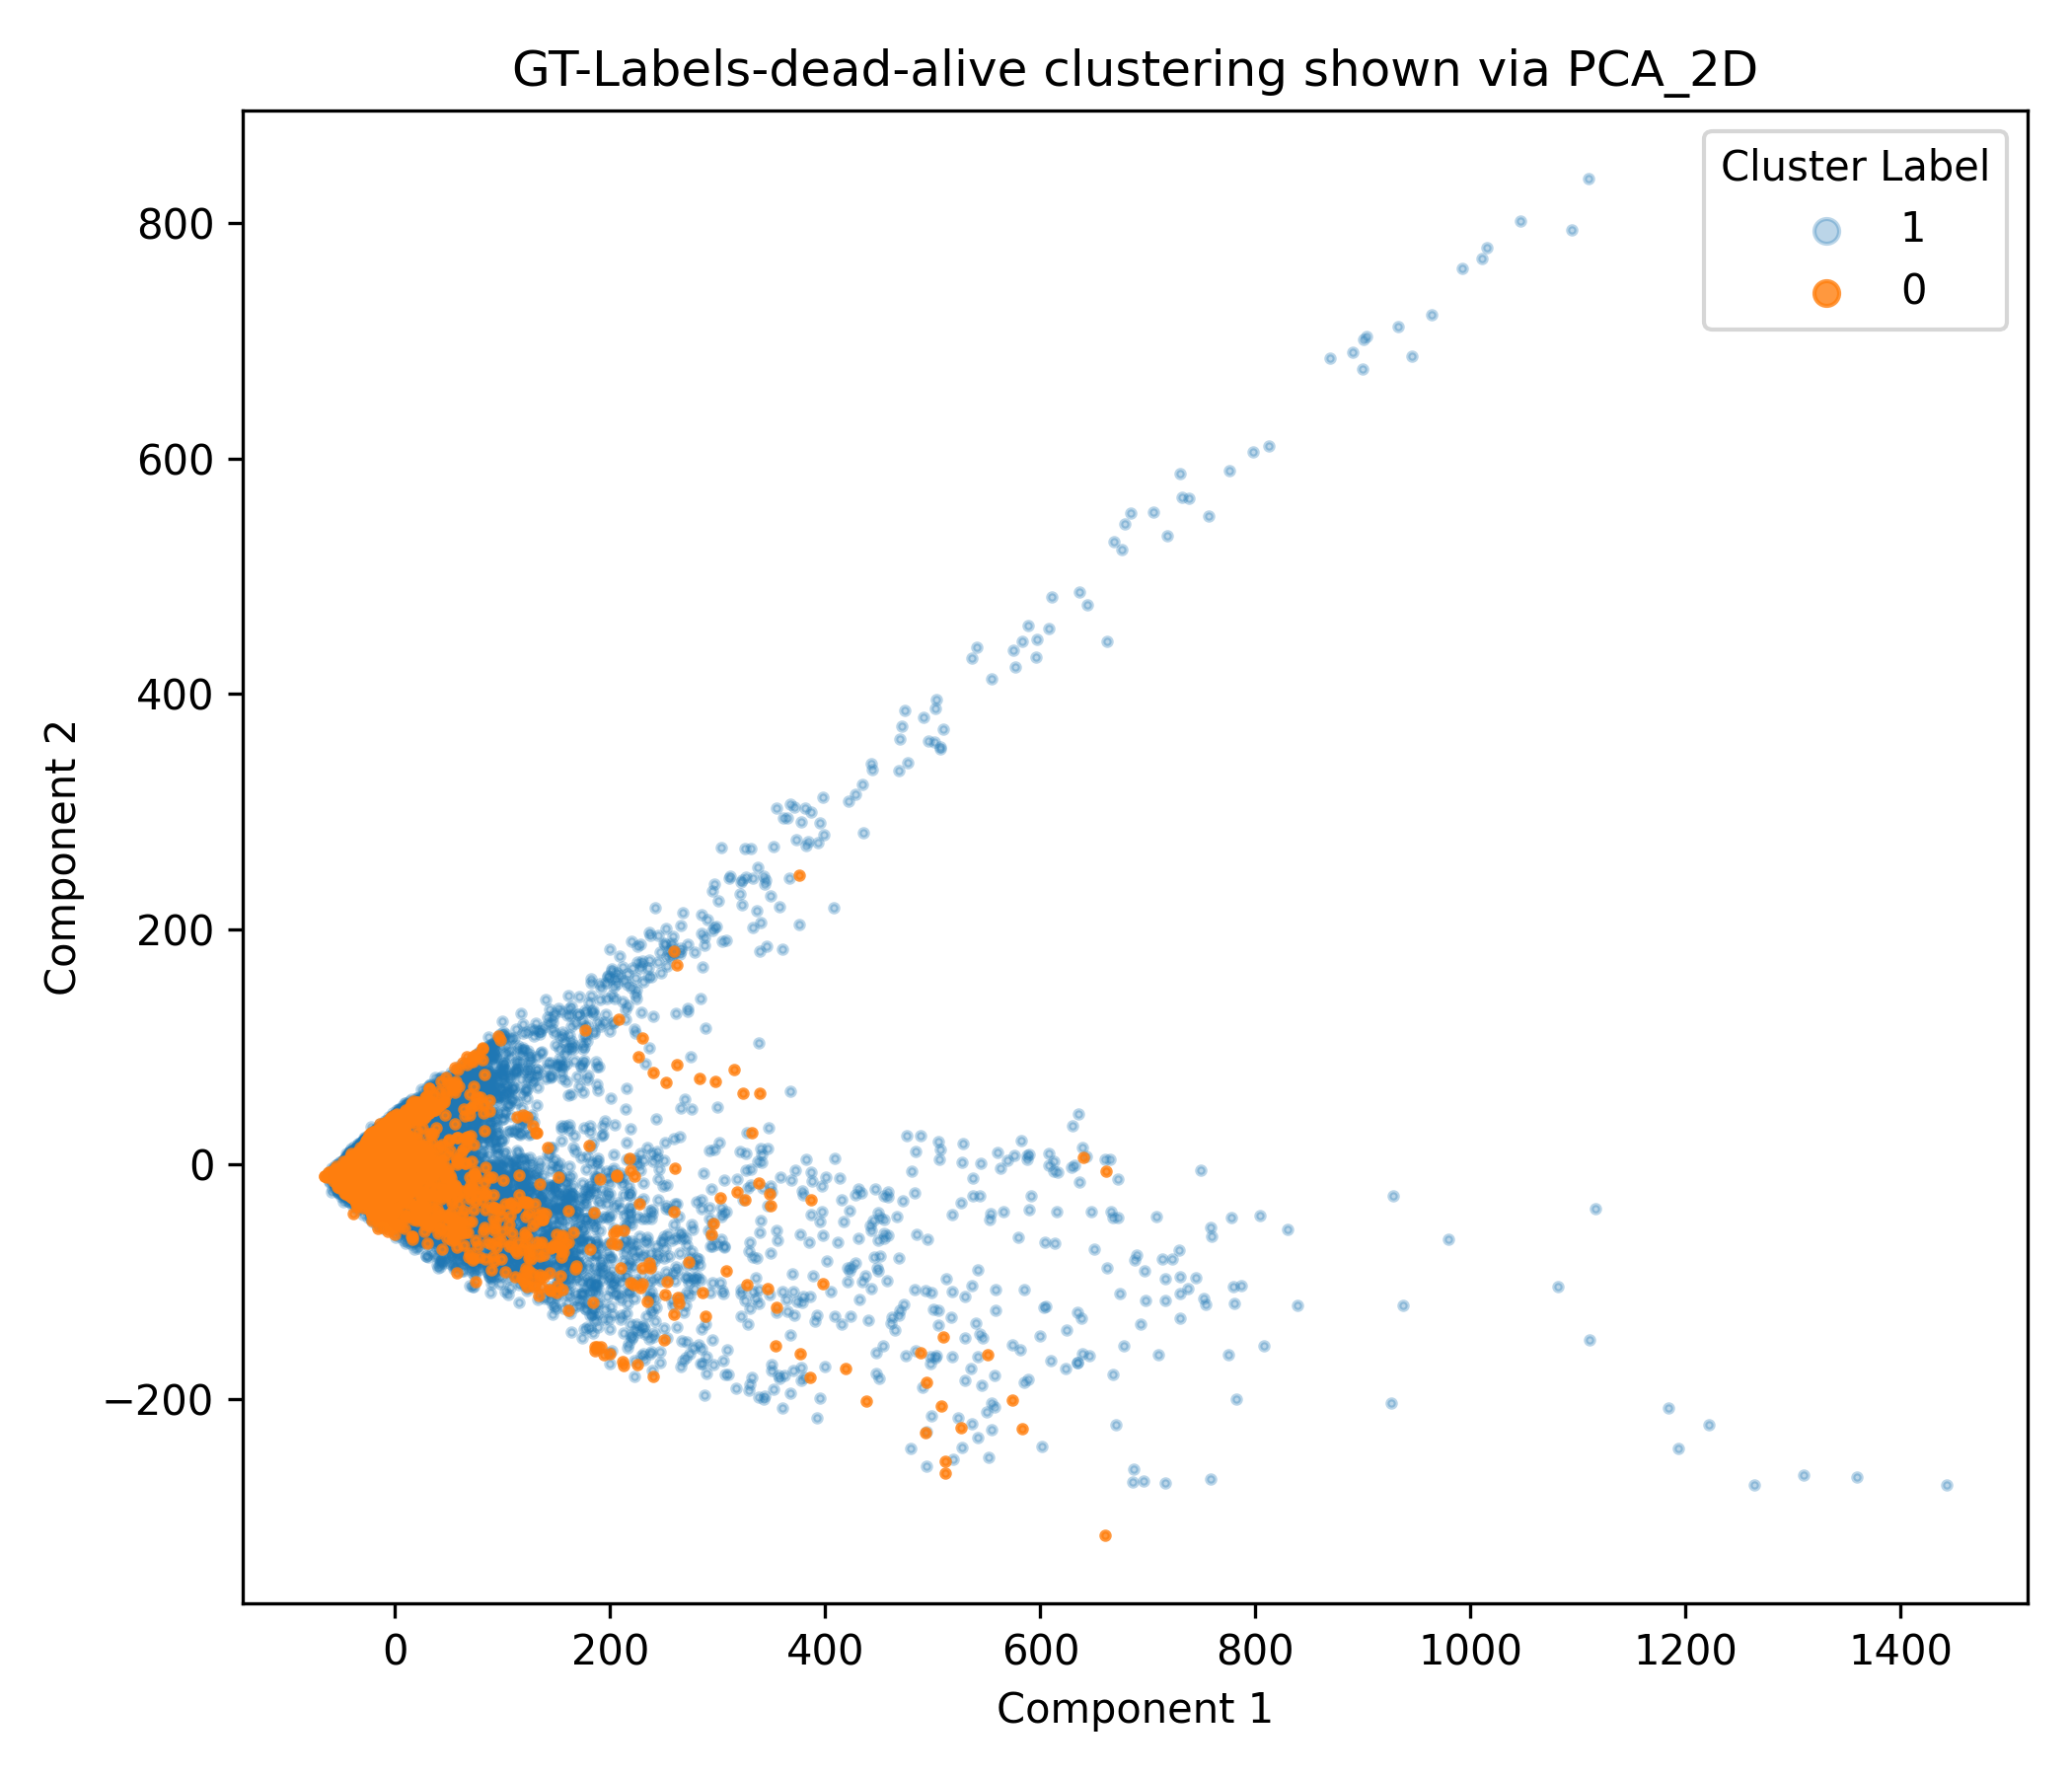 GT-Labels-dead-alive clustering shown via PCA_2D
Cluster Label
1
0
800
600
400
200
0
−200
Component 2
0 200 400 600 800 1000 1200 1400
Component 1